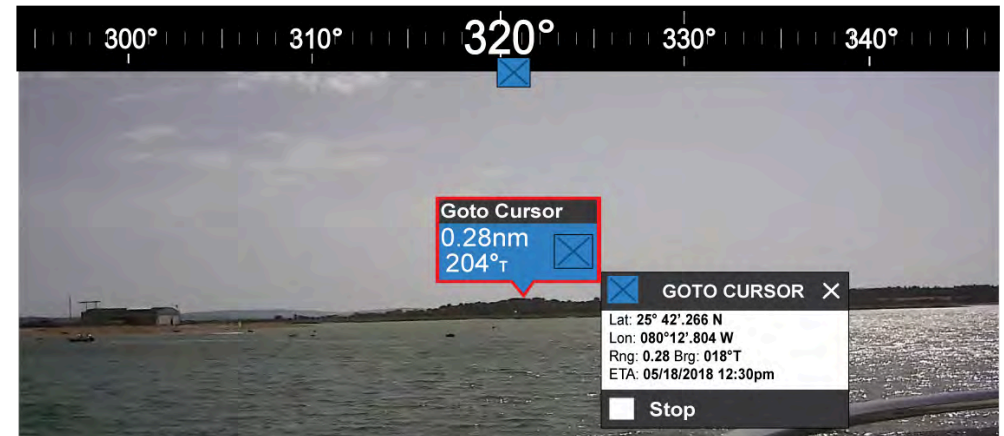 300° 310° 320° 330° 340°
Goto Cursor
0.28nm
204°T
GOTO CURSOR
Lat: 25° 42'.266 N
Lon: 080°12'.804 W
Rng: 0.28 Brg: 018°T
ETA: 05/18/2018 12:30pm
Stop